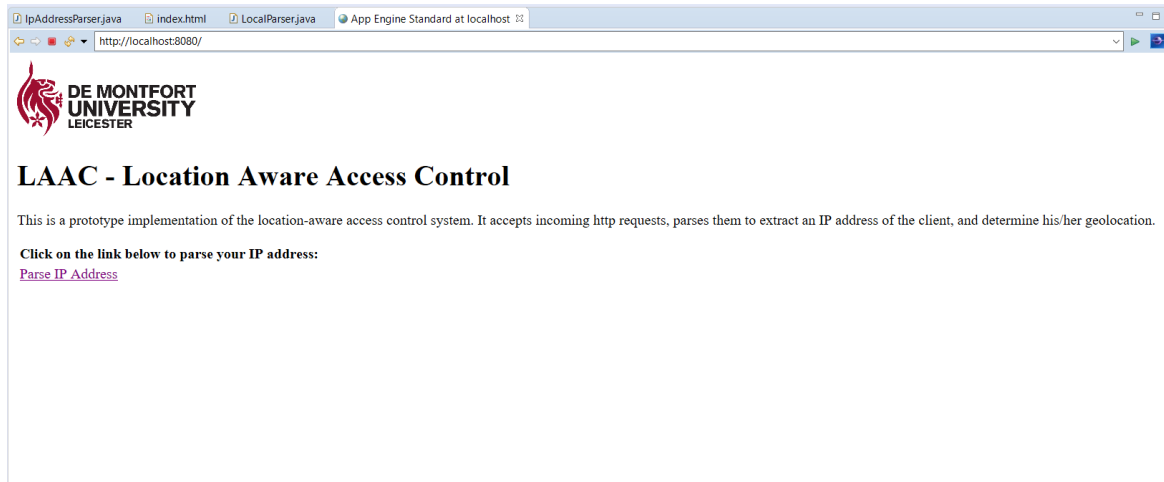 IpAddressParser.java index.html LocalParser.java App Engine Standard at localhost
http://localhost:8080/
DE MONTFORT
UNIVERSITY
LEICESTER
LAAC - Location Aware Access Control
This is a prototype implementation of the location-aware access control system. It accepts incoming http requests, parses them to extract an IP address of the client, and determine his/her geolocation.
Click on the link below to parse your IP address:
Parse IP Address